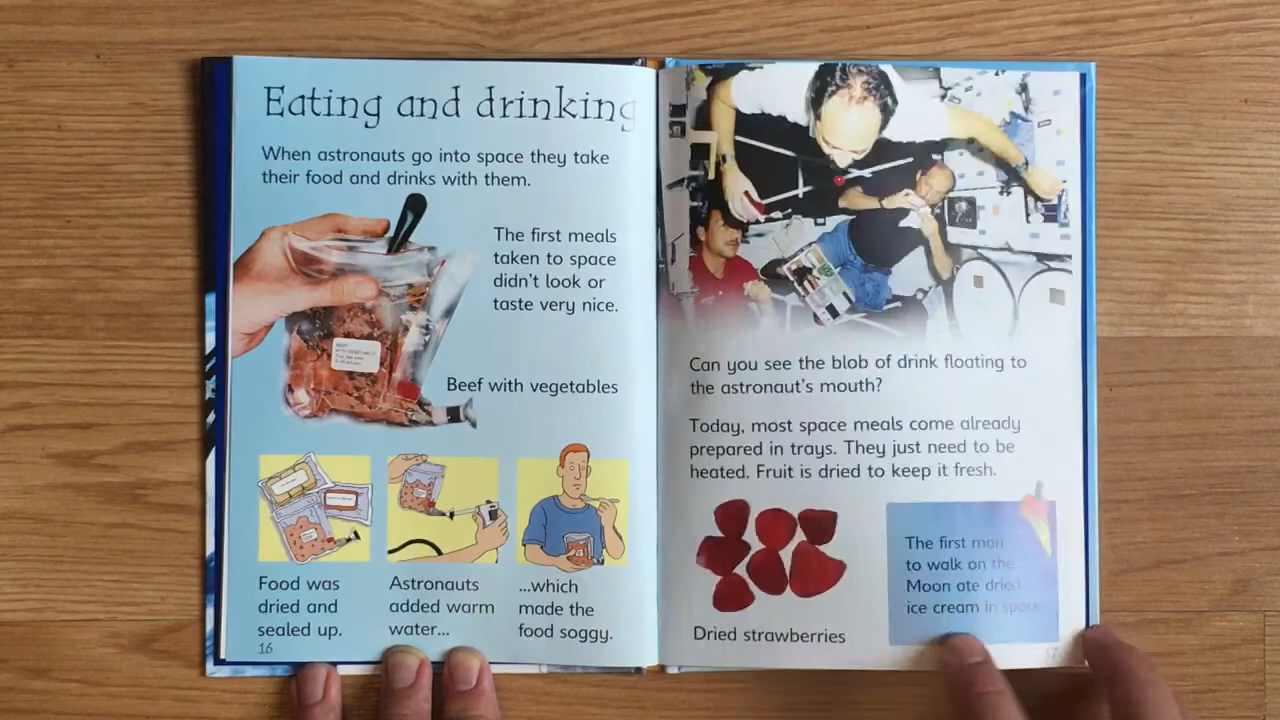 Eating and drinking
When astronauts go into space they take
their food and drinks with them.
The first meals
taken to space
didn't look or
taste very nice.
Beef with vegetables
Food was
dried and
sealed up.
Astronauts
added warm
water...
...which
made the
food soggy.
16
Can you see the blob of drink floating to
the astronaut's mouth?
Today, most space meals come already
prepared in trays. They just need to be
heated. Fruit is dried to keep it fresh.
Dried strawberries
The first man
to walk on the
Moon ate dried
ice cream in space.
17